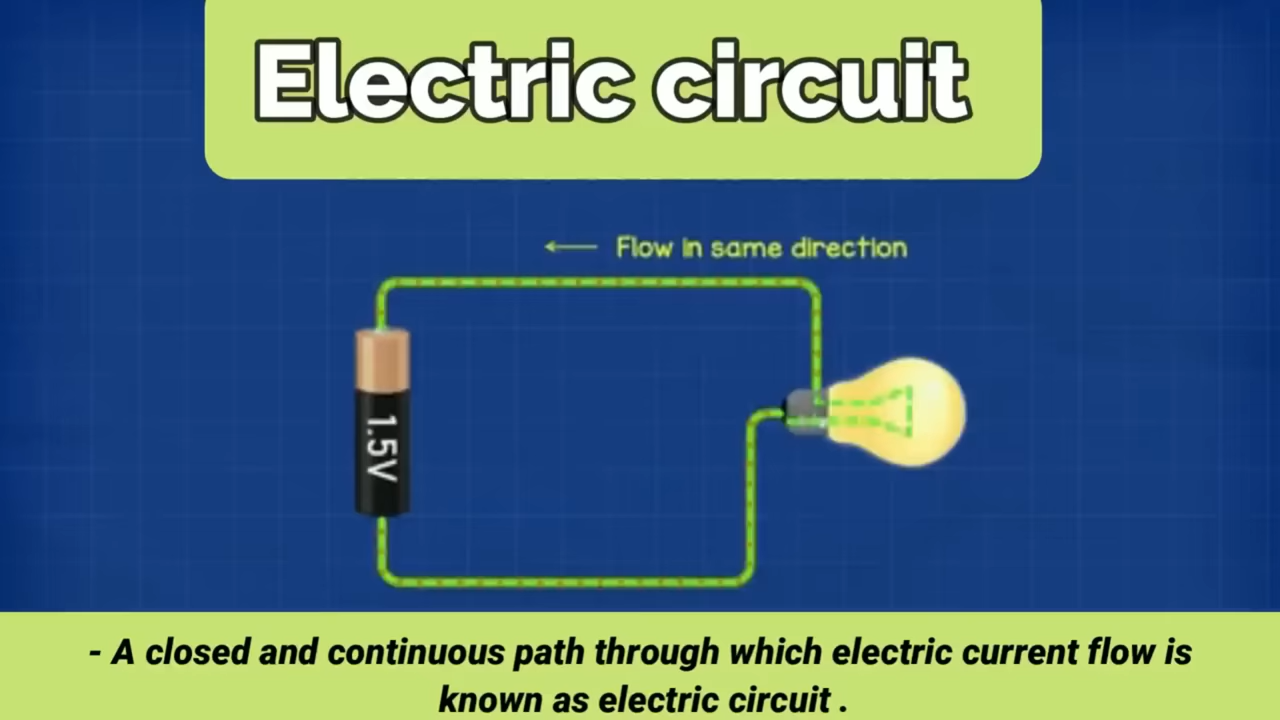 Electric circuit
← Flow in same direction
1.5V
- A closed and continuous path through which electric current flow is
known as electric circuit .